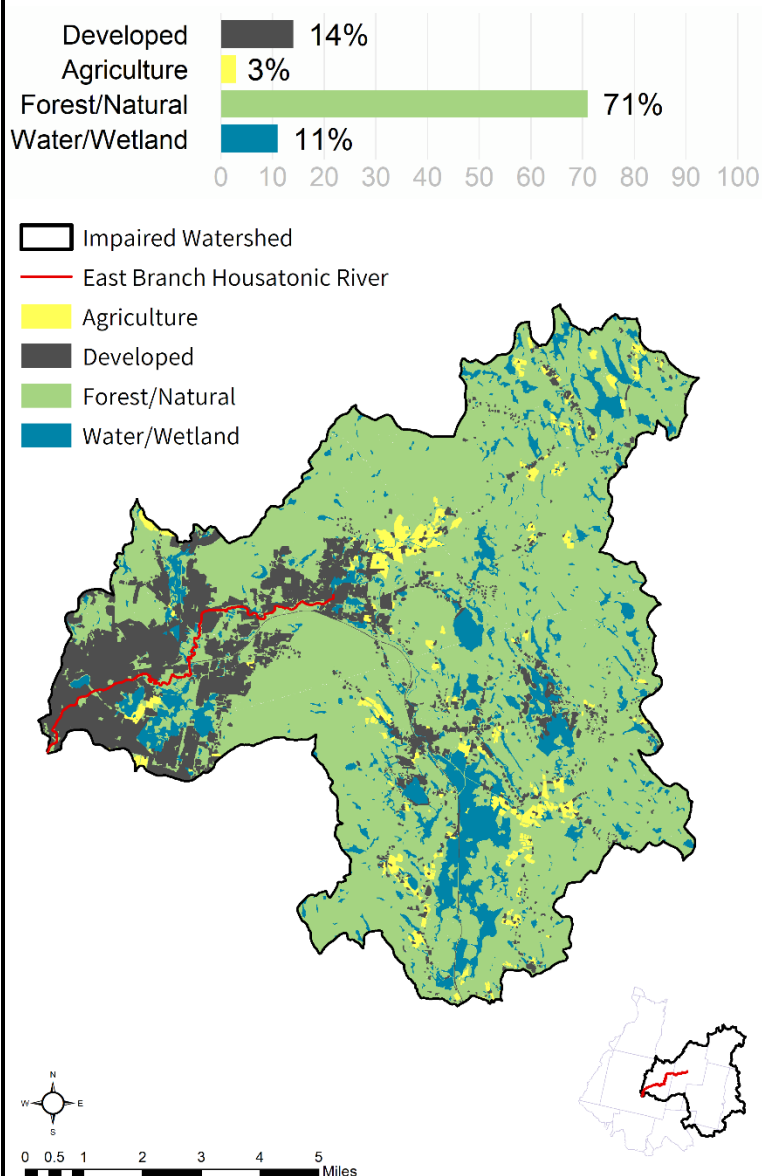 Developed 14%
Agriculture 3%
Forest/Natural 71%
Water/Wetland 11%
0 10 20 30 40 50 60 70 80 90 100
Impaired Watershed
East Branch Housatonic River
Agriculture
Developed
Forest/Natural
Water/Wetland
N
W E
S
0 0.5 1 2 3 4 5
Miles